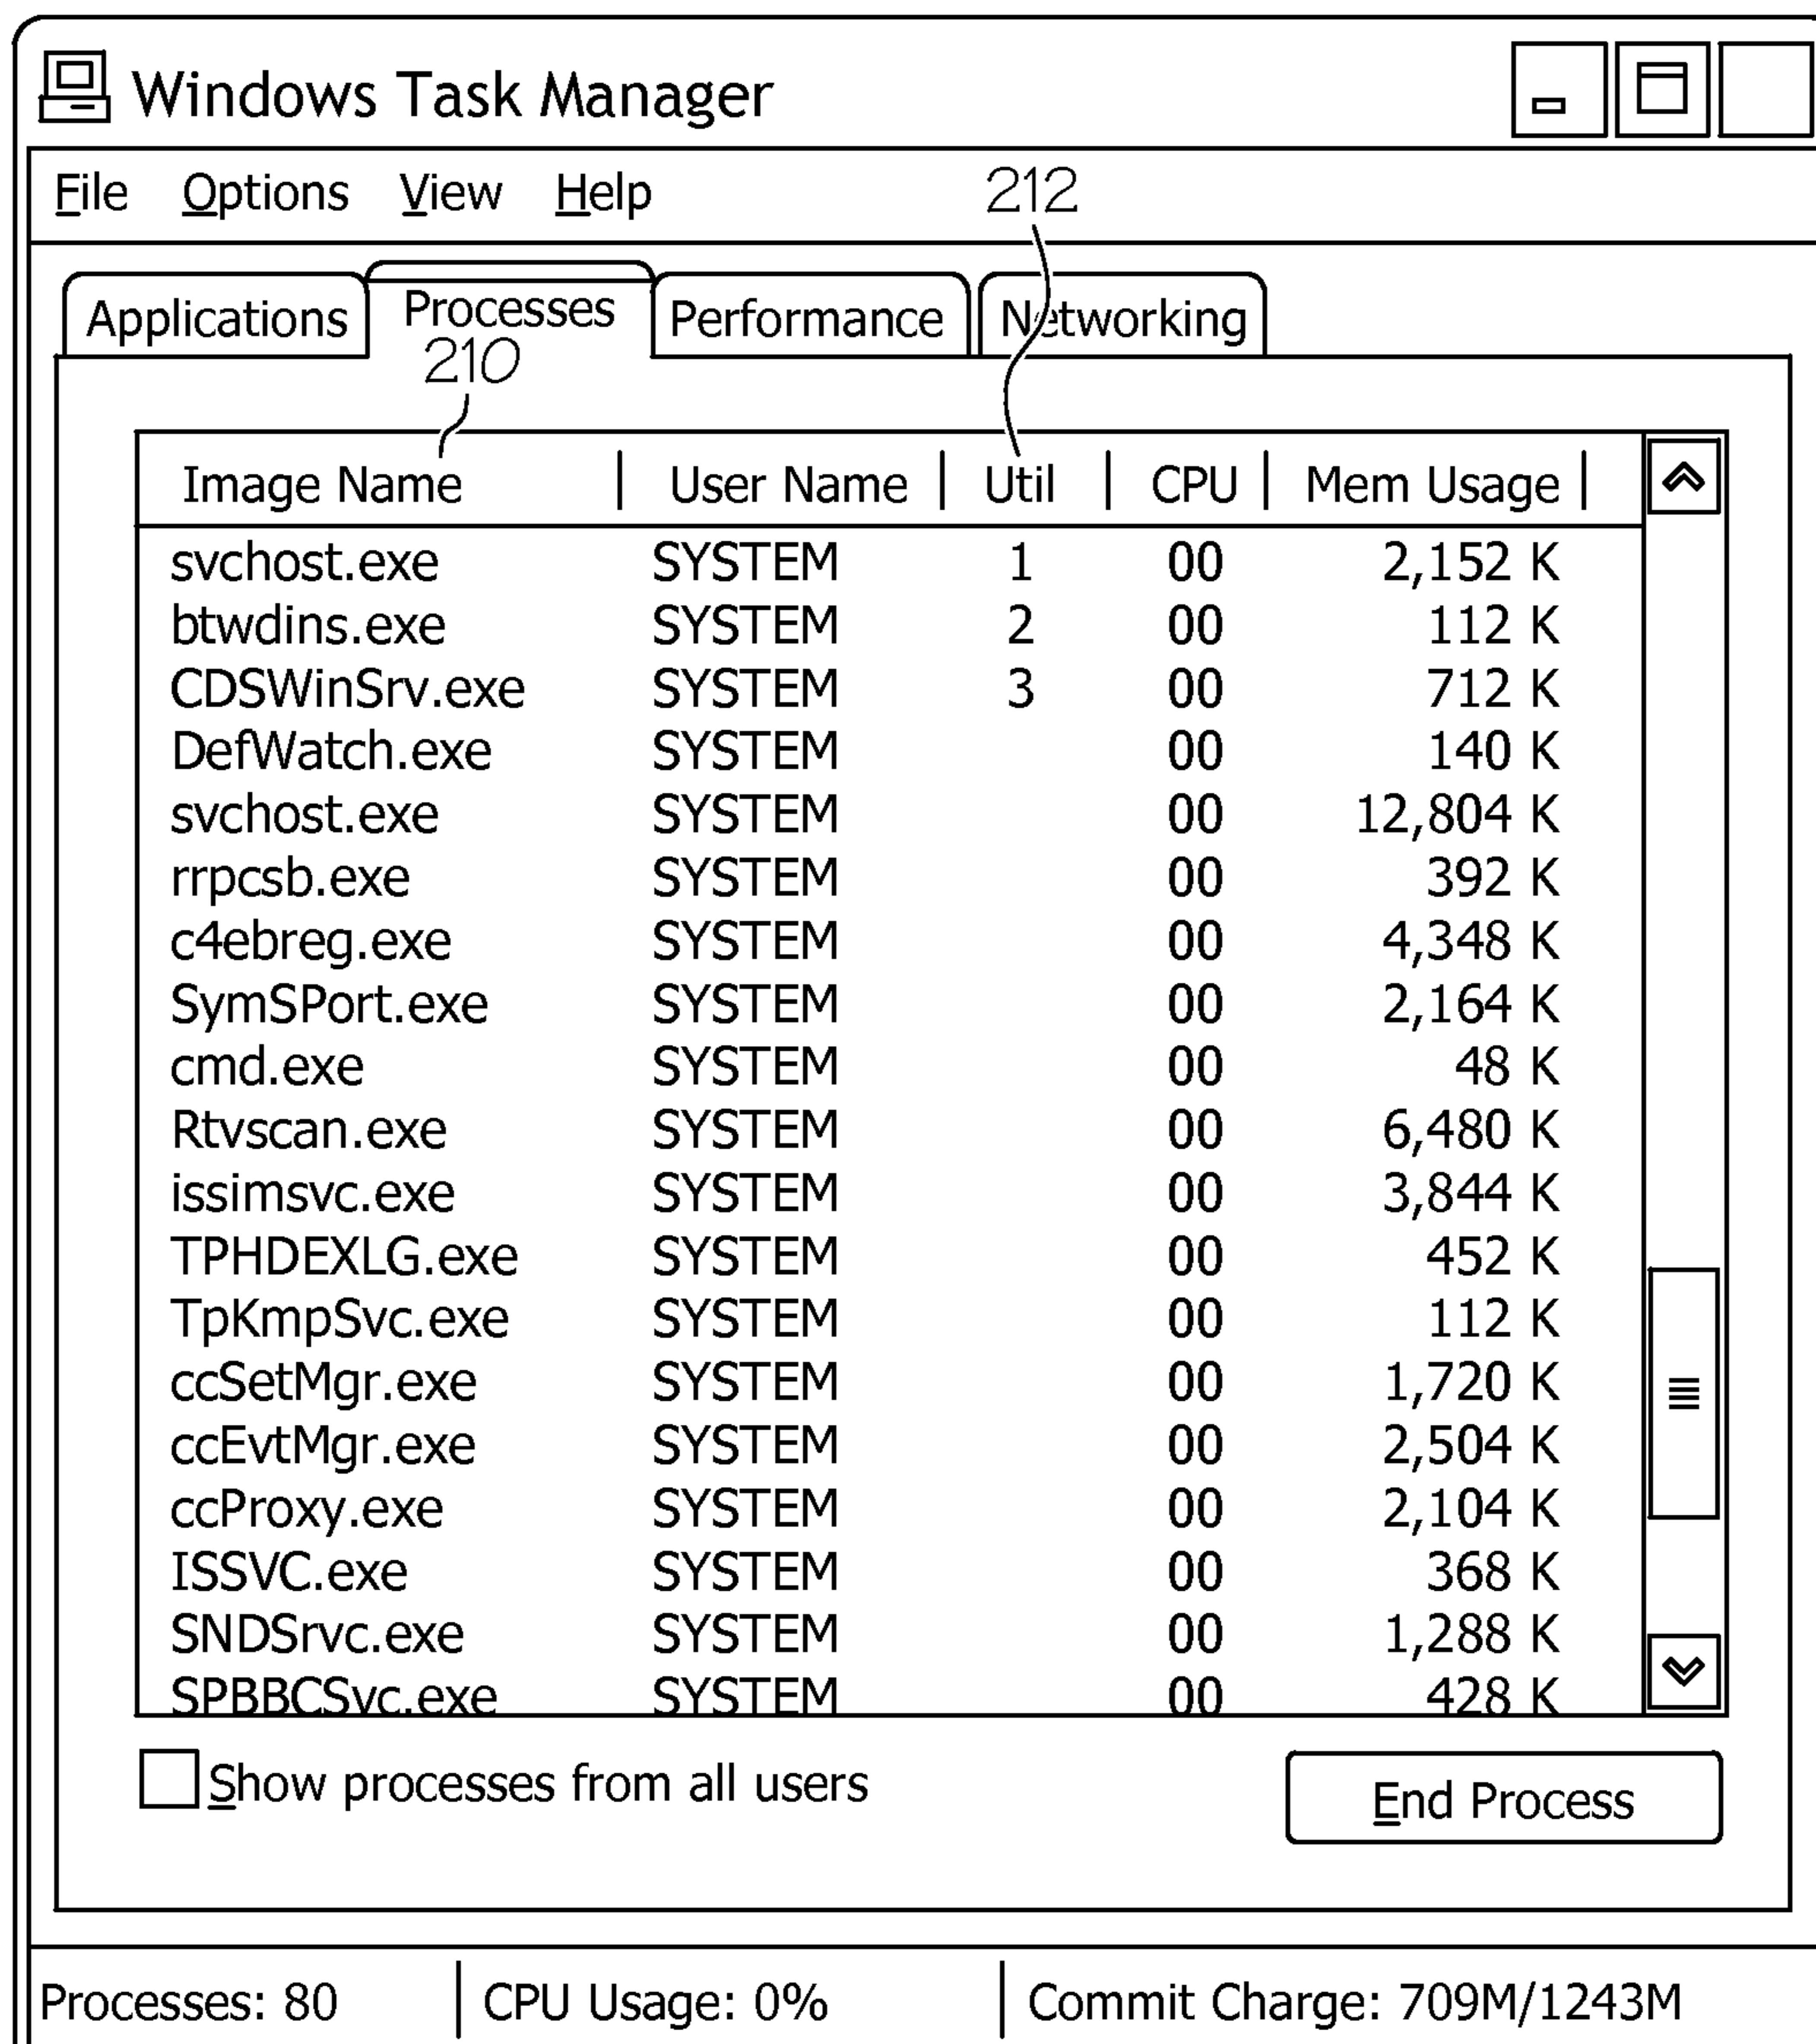 Windows Task Manager
File Options View Help 212
Applications Processes Performance Networking
210
Image Name User Name Util CPU Mem Usage
svchost.exe SYSTEM 1 00 2,152 K
btwdins.exe SYSTEM 2 00 112 K
CDSWinSrv.exe SYSTEM 3 00 712 K
DefWatch.exe SYSTEM 00 140 K
svchost.exe SYSTEM 00 12,804 K
rrpcsb.exe SYSTEM 00 392 K
c4ebreg.exe SYSTEM 00 4,348 K
SymSPort.exe SYSTEM 00 2,164 K
cmd.exe SYSTEM 00 48 K
Rtvscan.exe SYSTEM 00 6,480 K
issimsvc.exe SYSTEM 00 3,844 K
TPHDEXLG.exe SYSTEM 00 452 K
TpKmpSvc.exe SYSTEM 00 112 K
ccSetMgr.exe SYSTEM 00 1,720 K
ccEvtMgr.exe SYSTEM 00 2,504 K
ccProxy.exe SYSTEM 00 2,104 K
ISSVC.exe SYSTEM 00 368 K
SNDSrvc.exe SYSTEM 00 1,288 K
SPBBCSvc.exe SYSTEM 00 428 K
Show processes from all users End Process
Processes: 80 CPU Usage: 0% Commit Charge: 709M/1243M